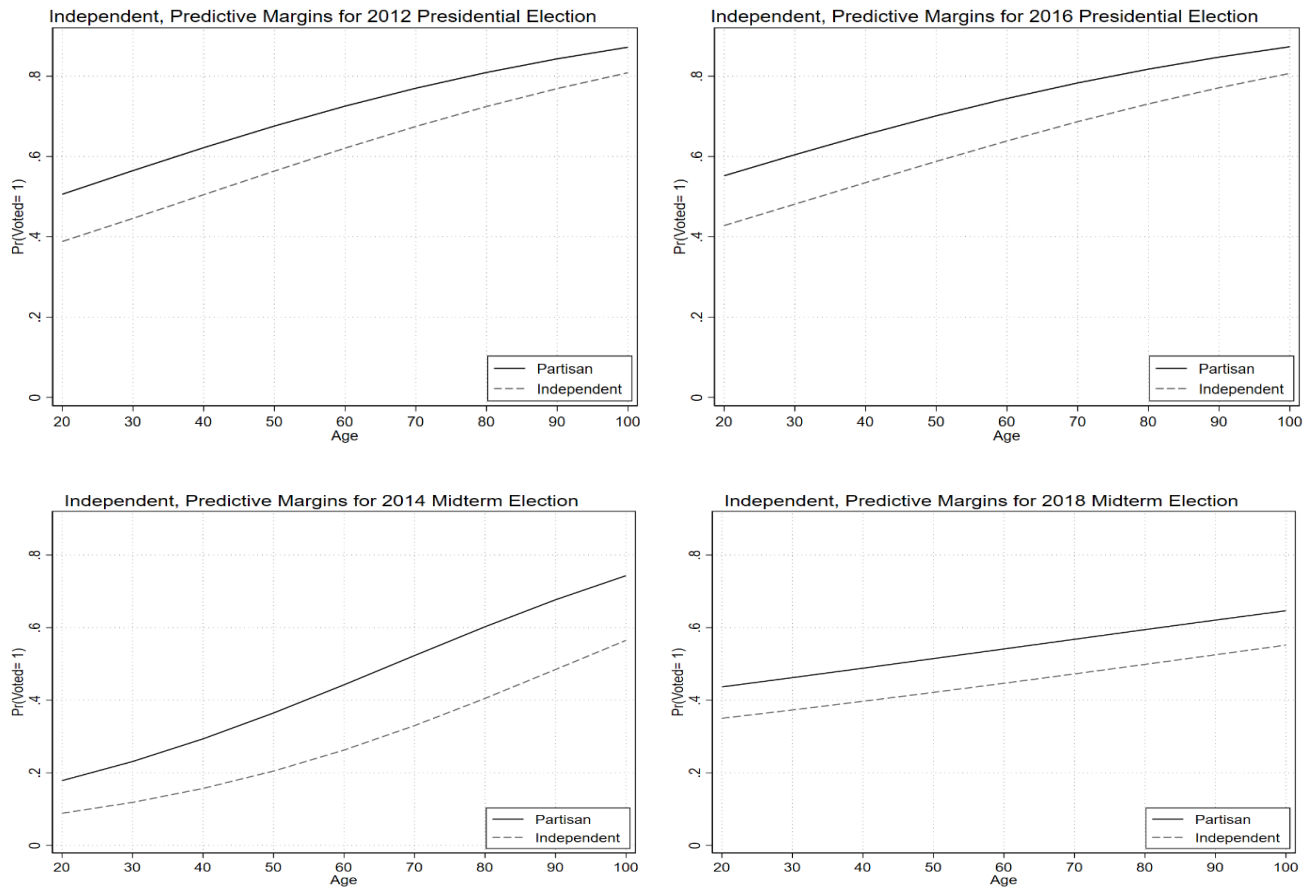 Independent, Predictive Margins for 2012 Presidential Election
Pr(Voted= 1)
.8
.6
.4
.2
0
Partisan
Independent
20 30 40 50 60 70 80 90 100
Age
Independent, Predictive Margins for 2016 Presidential Election
Pr(Voted= 1)
.8
.6
.4
.2
0
Partisan
Independent
20 30 40 50 60 70 80 90 100
Age
Independent, Predictive Margins for 2014 Midterm Election
Pr(Voted= 1)
.8
.6
.4
.2
0
Partisan
Independent
20 30 40 50 60 70 80 90 100
Age
Independent, Predictive Margins for 2018 Midterm Election
Pr(Voted= 1)
.8
.6
.4
.2
0
Partisan
Independent
20 30 40 50 60 70 80 90 100
Age